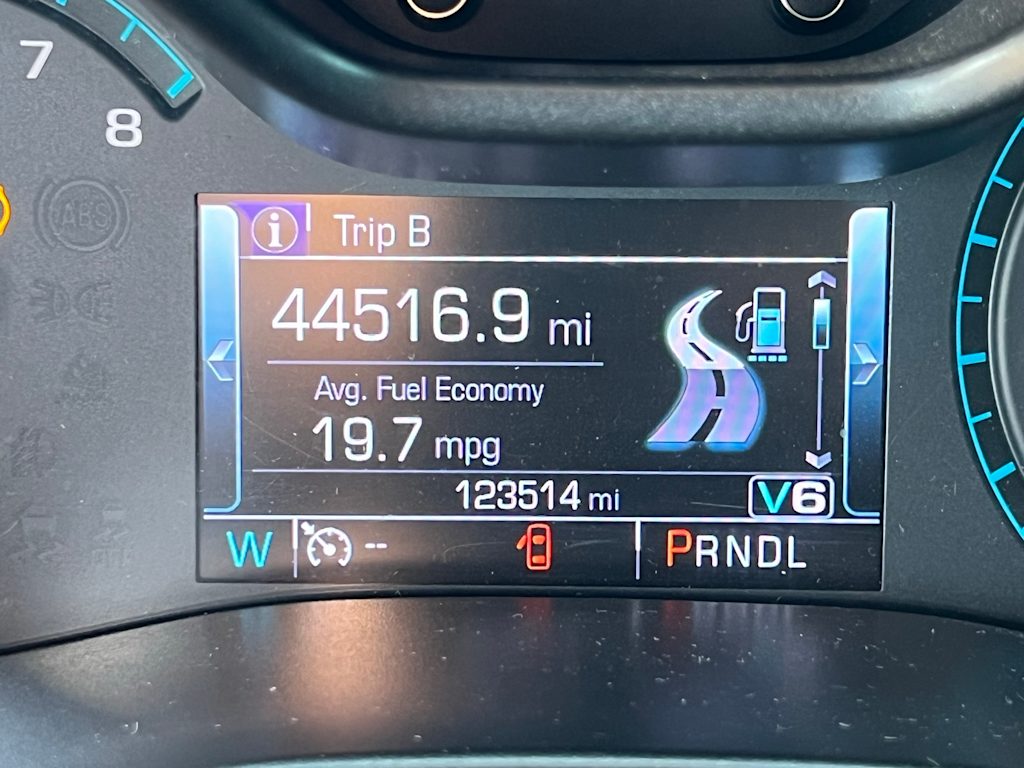 7
8
ABS
i Trip B
44516.9 mi
Avg. Fuel Economy
19.7 mpg
123514 mi
V6
W -- PRNDL